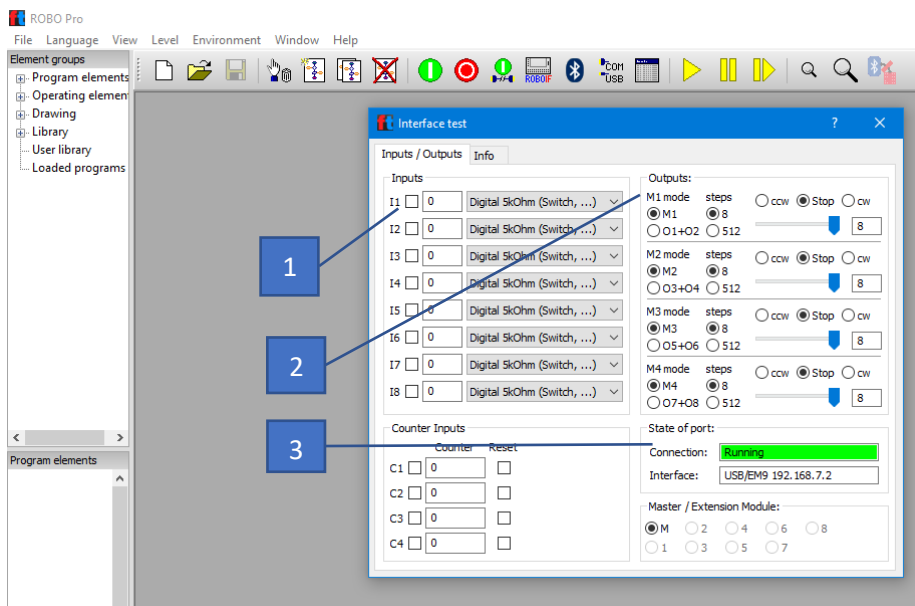 ROBO Pro
File Language View Level Environment Window Help
Element groups
Program elements
Operating elemen
Drawing
Library
User library
Loaded programs
ROBOIF
COM
USB
Interface test
? ×
Inputs / Outputs Info
Inputs
I1 0 Digital 5kOhm (Switch, ...)
I2 0 Digital 5kOhm (Switch, ...)
I3 0 Digital 5kOhm (Switch, ...)
I4 0 Digital 5kOhm (Switch, ...)
I5 0 Digital 5kOhm (Switch, ...)
I6 0 Digital 5kOhm (Switch, ...)
I7 0 Digital 5kOhm (Switch, ...)
I8 0 Digital 5kOhm (Switch, ...)
Counter Inputs
Counter Reset
C1 0
C2 0
C3 0
C4 0
Outputs:
M1 mode steps ccw Stop cw
M1 8
O1+O2 512 8
M2 mode steps ccw Stop cw
M2 8
O3+O4 512 8
M3 mode steps ccw Stop cw
M3 8
O5+O6 512 8
M4 mode steps ccw Stop cw
M4 8
O7+O8 512 8
State of port:
Connection: Running
Interface: USB/EM9 192.168.7.2
Master / Extension Module:
M 2 4 6 8
1 3 5 7
1
2
3
Program elements